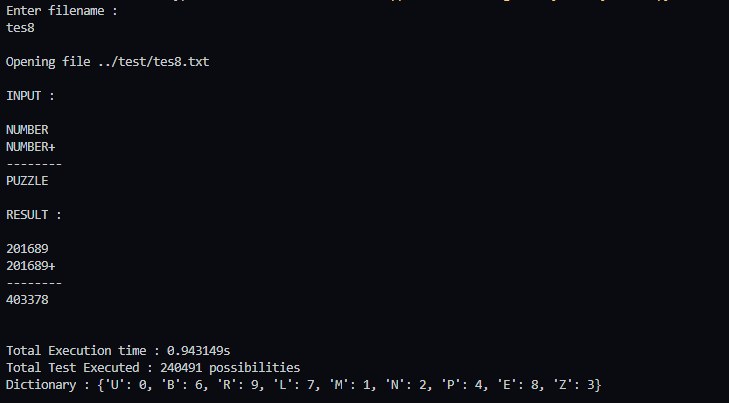 Enter filename :
tes8
Opening file ../test/tes8.txt
INPUT :
NUMBER
NUMBER+
--------
PUZZLE
RESULT :
201689
201689+
--------
403378
Total Execution time : 0.943149s
Total Test Executed : 240491 possibilities
Dictionary : {'U': 0, 'B': 6, 'R': 9, 'L': 7, 'M': 1, 'N': 2, 'P': 4, 'E': 8, 'Z': 3}